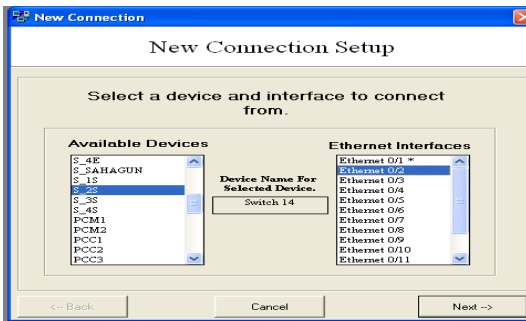 New Connection
New Connection Setup
Select a device and interface to connect
from.
Available Devices
S_4E
S_SAHAGUN
S_1S
S_2S
S_3S
S_4S
PCM1
PCM2
PCC1
PCC2
PCC3
Device Name For
Selected Device.
Switch 14
Ethernet Interfaces
Ethernet 0/1 *
Ethernet 0/2
Ethernet 0/3
Ethernet 0/4
Ethernet 0/5
Ethernet 0/6
Ethernet 0/7
Ethernet 0/8
Ethernet 0/9
Ethernet 0/10
Ethernet 0/11
<-- Back
Cancel
Next -->